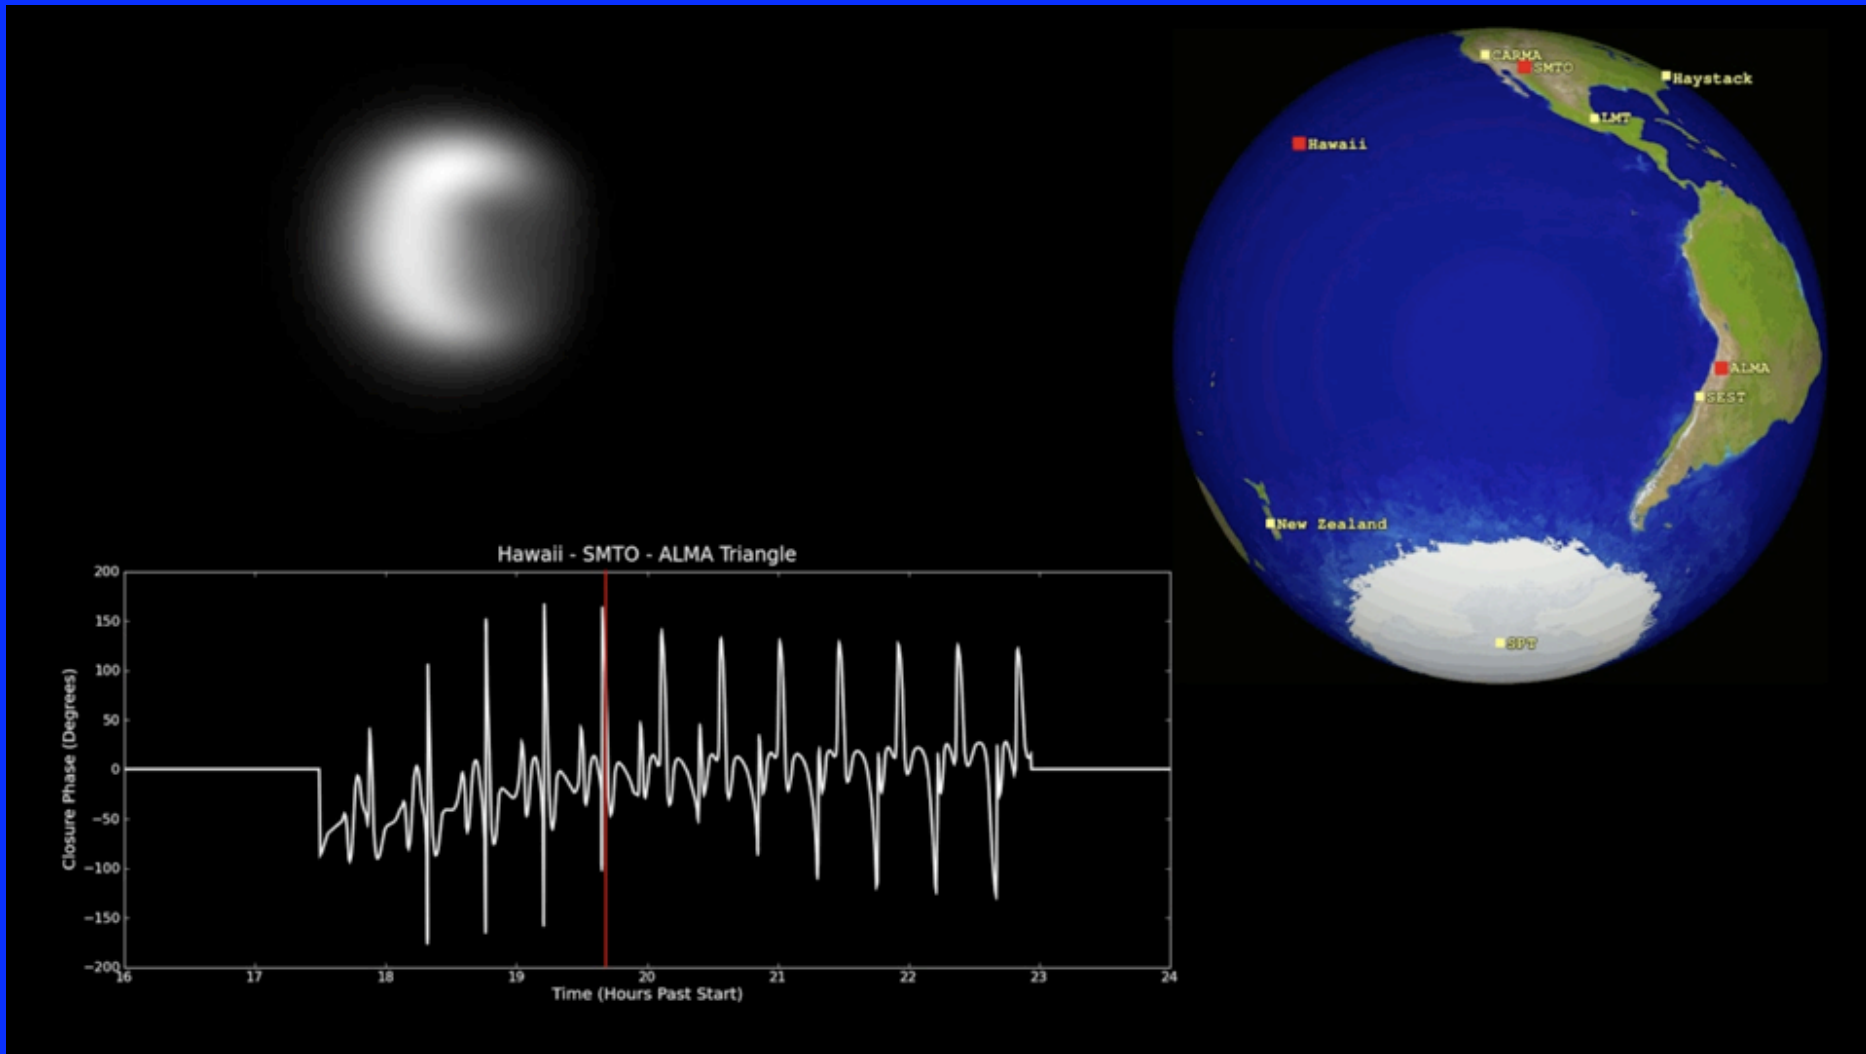 CARMA
SMTO
Haystack
LMT
Hawaii
ALMA
SEST
New Zealand
SPT
Hawaii - SMTO - ALMA Triangle
200
150
100
50
0
−50
−100
−150
−200
Closure Phase (Degrees)
16 17 18 19 20 21 22 23 24
Time (Hours Past Start)